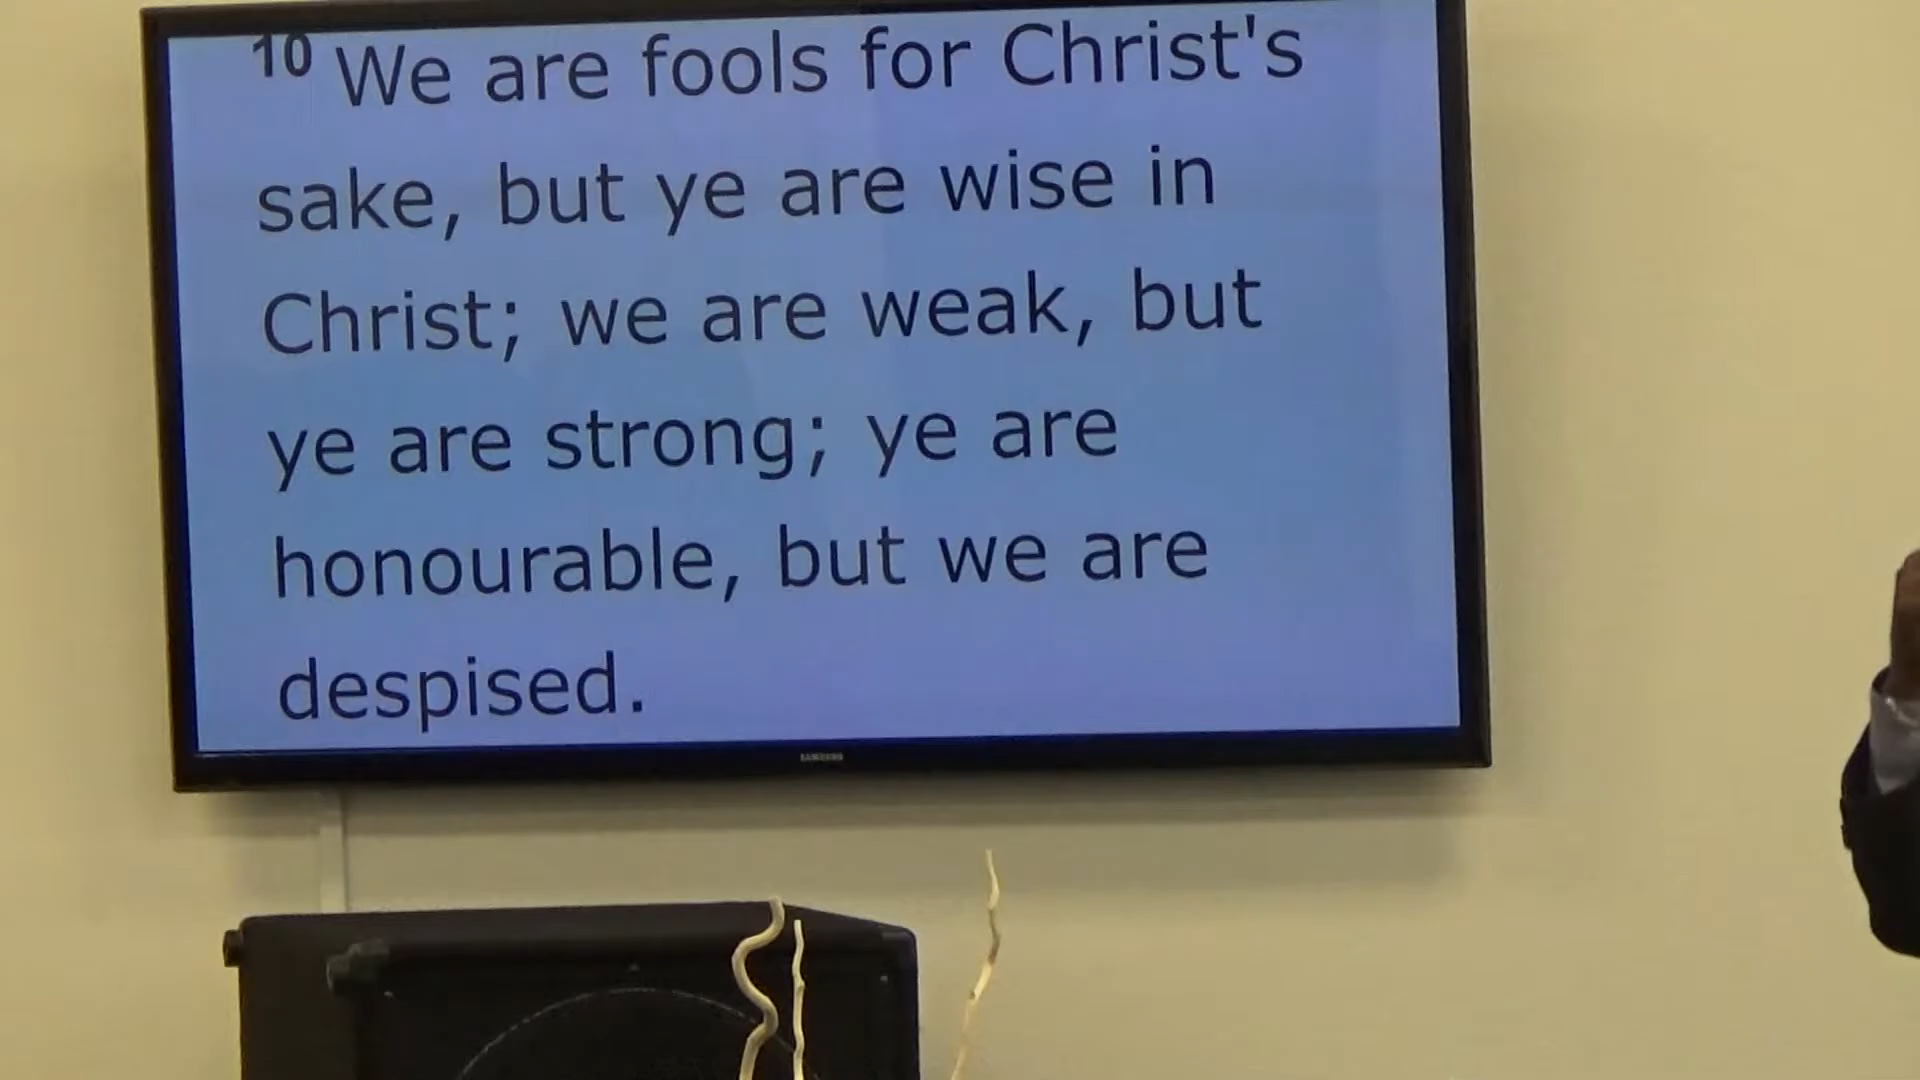 10 We are fools for Christ's
sake, but ye are wise in
Christ; we are weak, but
ye are strong; ye are
honourable, but we are
despised.
SAMSUNG